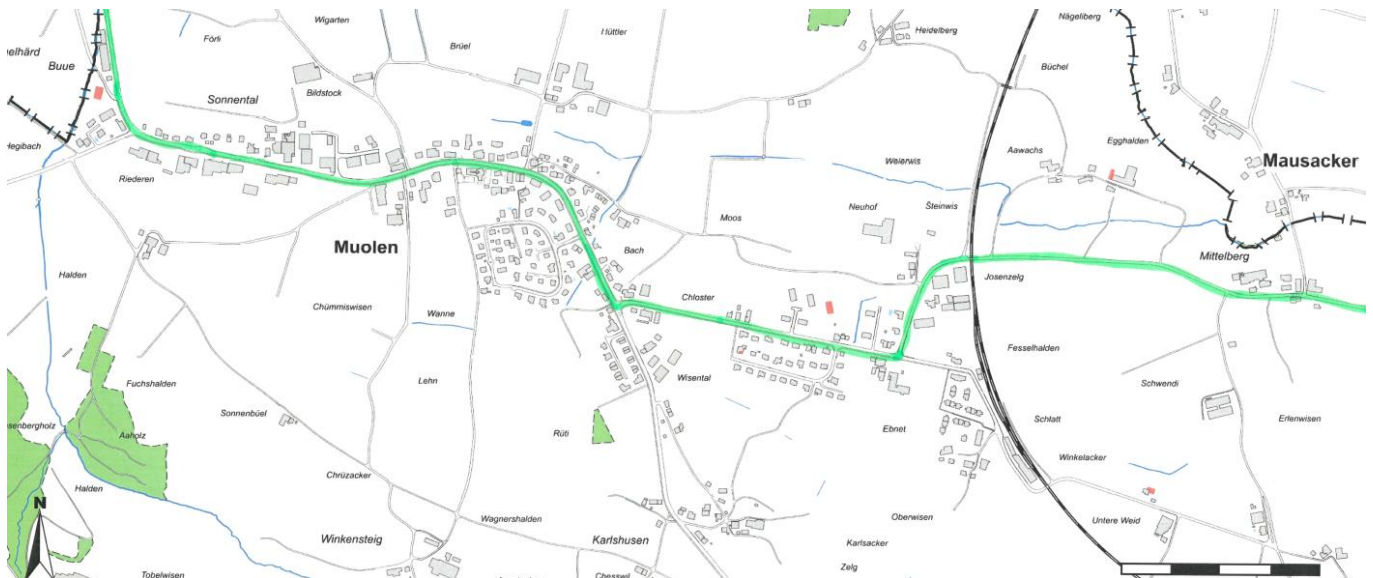 Wigarten
Hüttler
Nägeliberg
Förli
Heidelberg
Brüel
Buue
Büchel
Bildstock
Sonnental
Egghalden
Hegibach
Aawachs
Mausacker
Weierwis
Riederen
Neuhof
Steinwis
Moos
Muolen
Bach
Mittelberg
Halden
Josenzelg
Chloster
Chümmiswisen
Wanne
Fesselhalden
Wisental
Lehn
Fuchshalden
Schwendi
Sonnenbüel
Schlatt
Erlenwisen
Ebnet
Aaholz
Rüti
Winkelacker
Chrüzacker
Halden
N
Wagnershalden
Oberwisen
Untere Weid
Winkensteig
Karlshusen
Karlsacker
Zelg
Tobelwisen
Chesswil